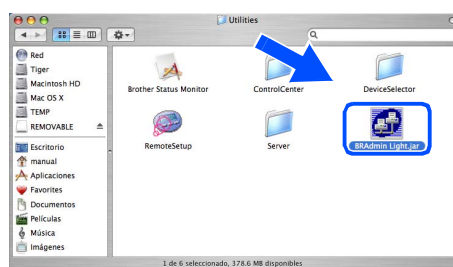 Utilities
Red
Tiger
Macintosh HD
Mac OS X
TEMP
REMOVABLE
Escritorio
manual
Aplicaciones
Favorites
Documentos
Películas
Música
Imágenes
Brother Status Monitor
ControlCenter
DeviceSelector
RemoteSetup
Server
BRAdmin Light.jar
1 de 6 seleccionado, 378.6 MB disponibles